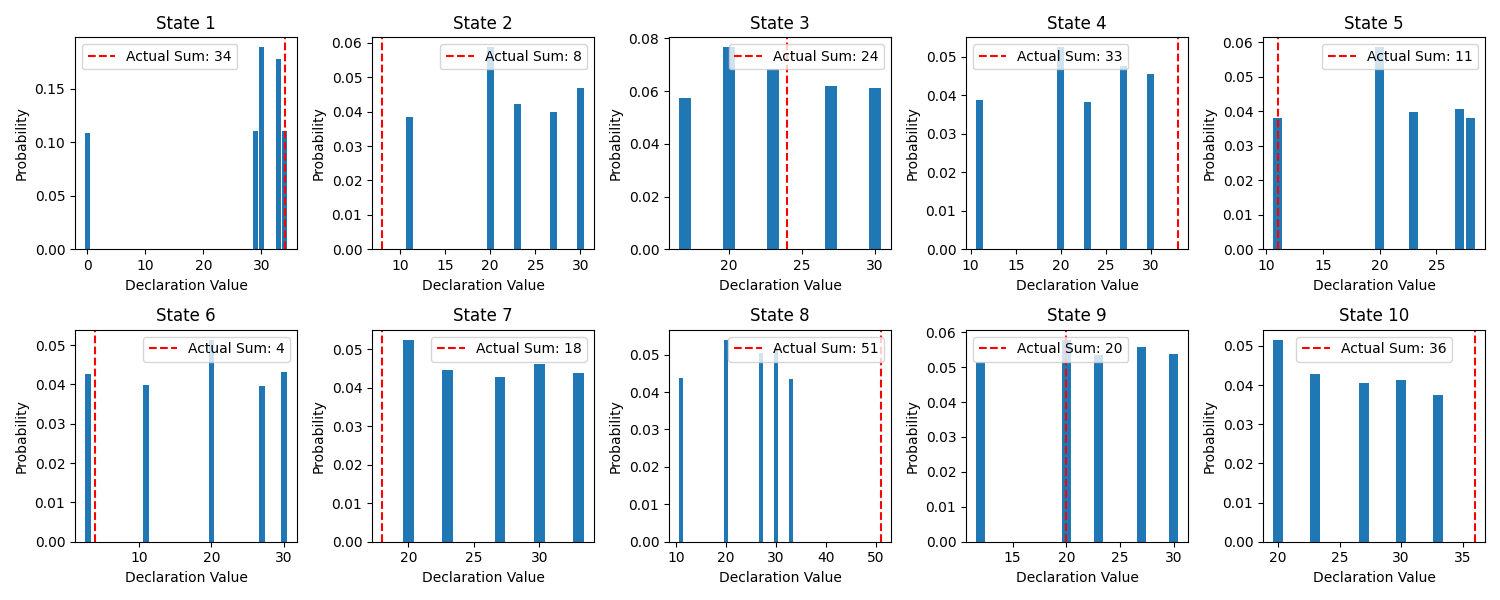 State 1
State 2
State 3
State 4
State 5
Actual Sum: 34
Actual Sum: 8
Actual Sum: 24
Actual Sum: 33
Actual Sum: 11
Probability
0.15
0.10
0.05
0.00
0 10 20 30
Declaration Value
Probability
0.06
0.05
0.04
0.03
0.02
0.01
0.00
10 15 20 25 30
Declaration Value
Probability
0.08
0.06
0.04
0.02
0.00
20 25 30
Declaration Value
Probability
0.05
0.04
0.03
0.02
0.01
0.00
10 15 20 25 30
Declaration Value
Probability
0.06
0.05
0.04
0.03
0.02
0.01
0.00
10 15 20 25
Declaration Value
State 6
State 7
State 8
State 9
State 10
Actual Sum: 4
Actual Sum: 18
Actual Sum: 51
Actual Sum: 20
Actual Sum: 36
Probability
0.05
0.04
0.03
0.02
0.01
0.00
10 20 30
Declaration Value
Probability
0.05
0.04
0.03
0.02
0.01
0.00
20 25 30
Declaration Value
Probability
0.05
0.04
0.03
0.02
0.01
0.00
10 20 30 40 50
Declaration Value
Probability
0.06
0.05
0.04
0.03
0.02
0.01
0.00
15 20 25 30
Declaration Value
Probability
0.05
0.04
0.03
0.02
0.01
0.00
20 25 30 35
Declaration Value